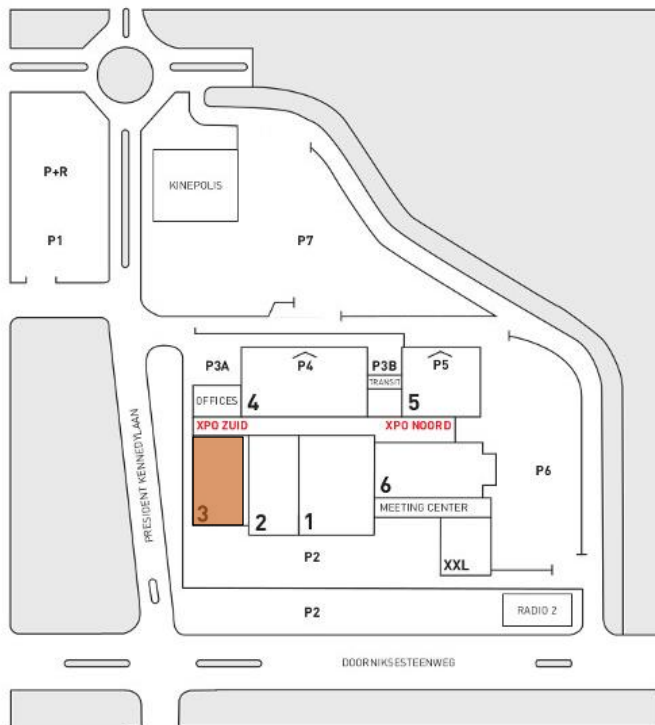 P+R
KINEPOLIS
P1
P7
P3A
P4
P3B
P5
TRANSIT
OFFICES
4
5
XPO ZUID
XPO NOORD
PRESIDENT KENNEDYLAAN
6
P6
3
2
1
MEETING CENTER
P2
XXL
P2
RADIO 2
DOORNIKSESTEENWEG